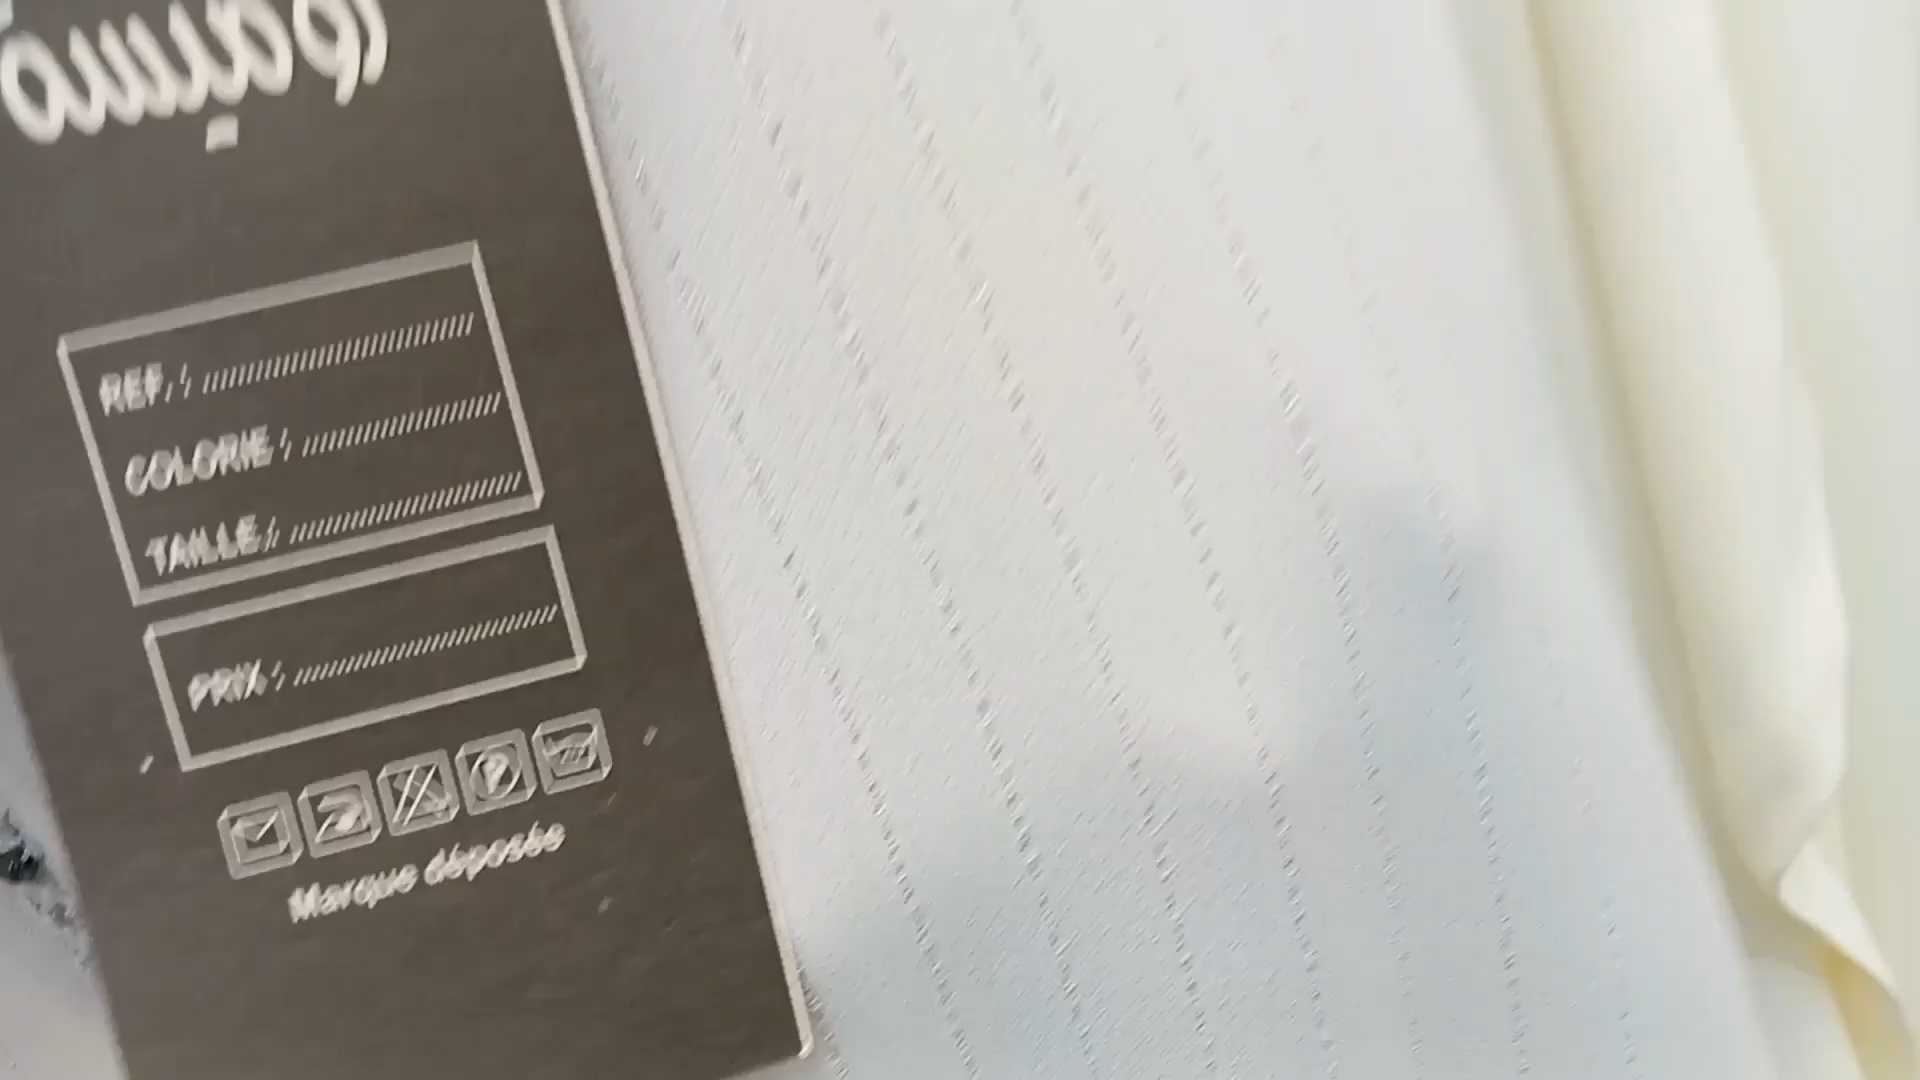 REF. : ..............................
COLORIE : ..............................
TAILLE : ..............................
PRIX : ..............................
Marque déposée